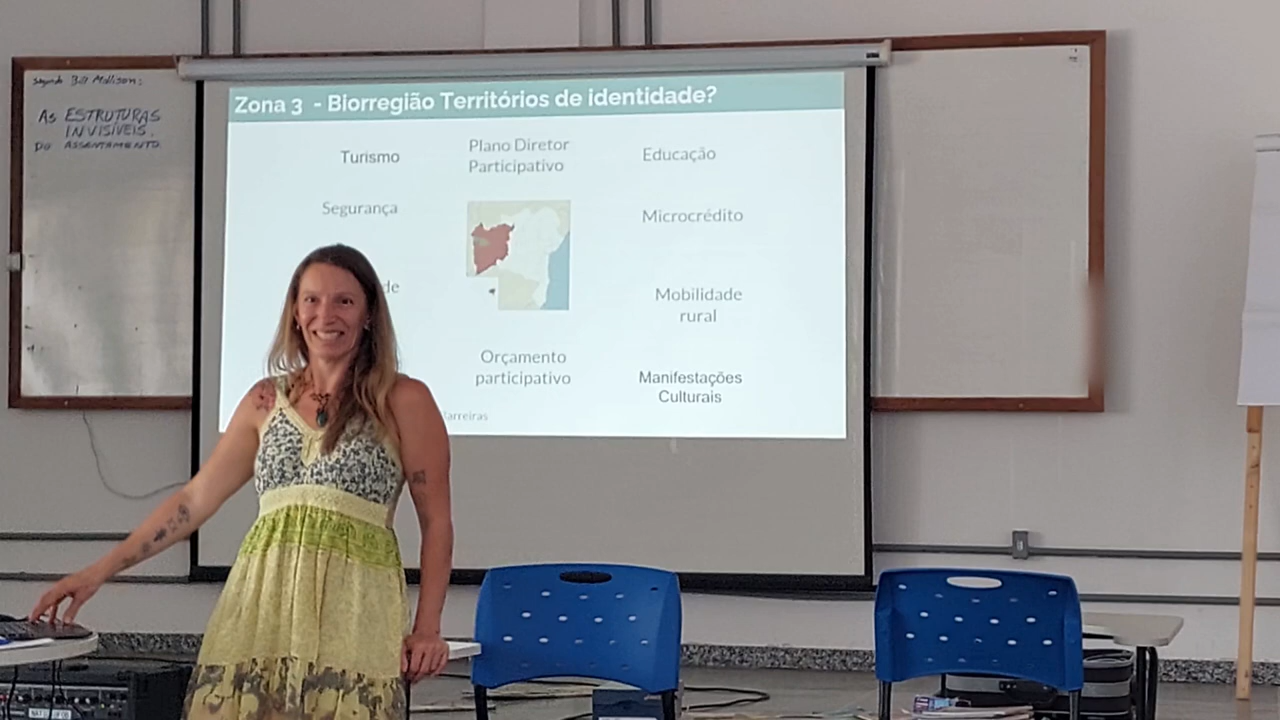 Segundo Bill Mollison:
AS ESTRUTURAS
INVISÍVEIS.
DO ASSENTAMENTO.
Zona 3 - Biorregião Territórios de identidade?
Turismo
Plano Diretor
Participativo
Educação
Segurança
Microcrédito
de
Mobilidade
rural
Orçamento
participativo
Manifestações
Culturais
arreiras